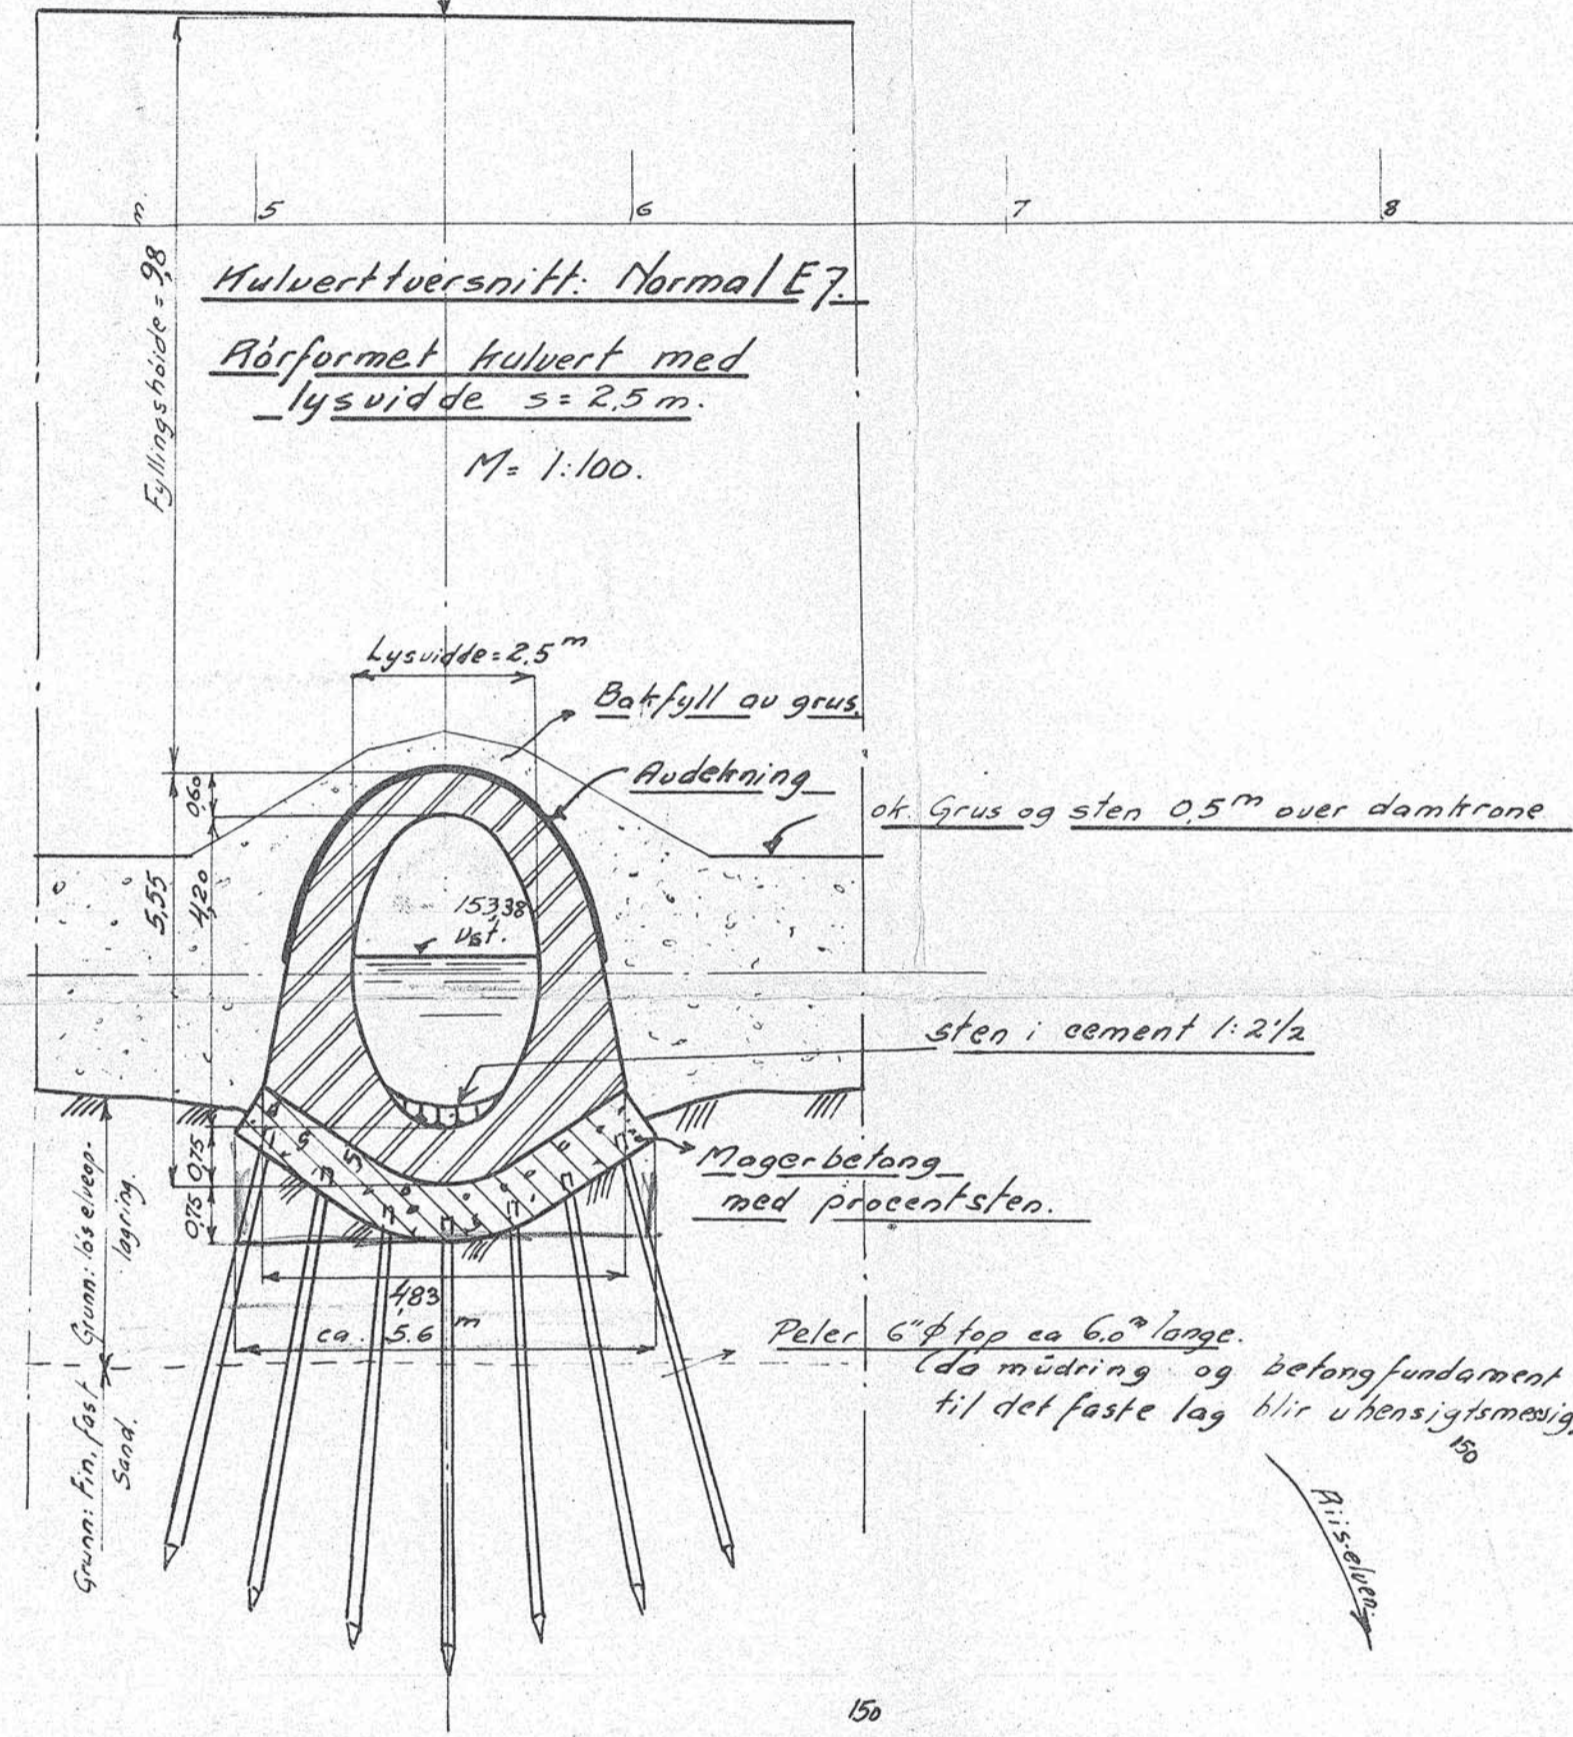 5
6
7
8
Fyllingshöide = 9,8 m.
Kulverttversnitt: Normal E7.
Rörformet kulvert med
lysvidde s = 2,5 m.
M = 1:100.
Lysvidde = 2.5 m
Bakfyll av grus.
Avdekning
ok. Grus og sten 0,5 m over damkrone
0,60
5,55
4,20
153,38
Vst.
sten i cement 1:2 1/2
0,75
0,75
Magerbetong
med procentsten.
Grunn: lös elveop-
lagring.
4,83
ca. 5.6 m
Peler 6" ϕ top ca 6.0 m lange.
(da mudring og betongfundament
til det faste lag blir uhensigtsmessig.
150
Grunn: Fin, fast
Sand.
Riis-elven
150